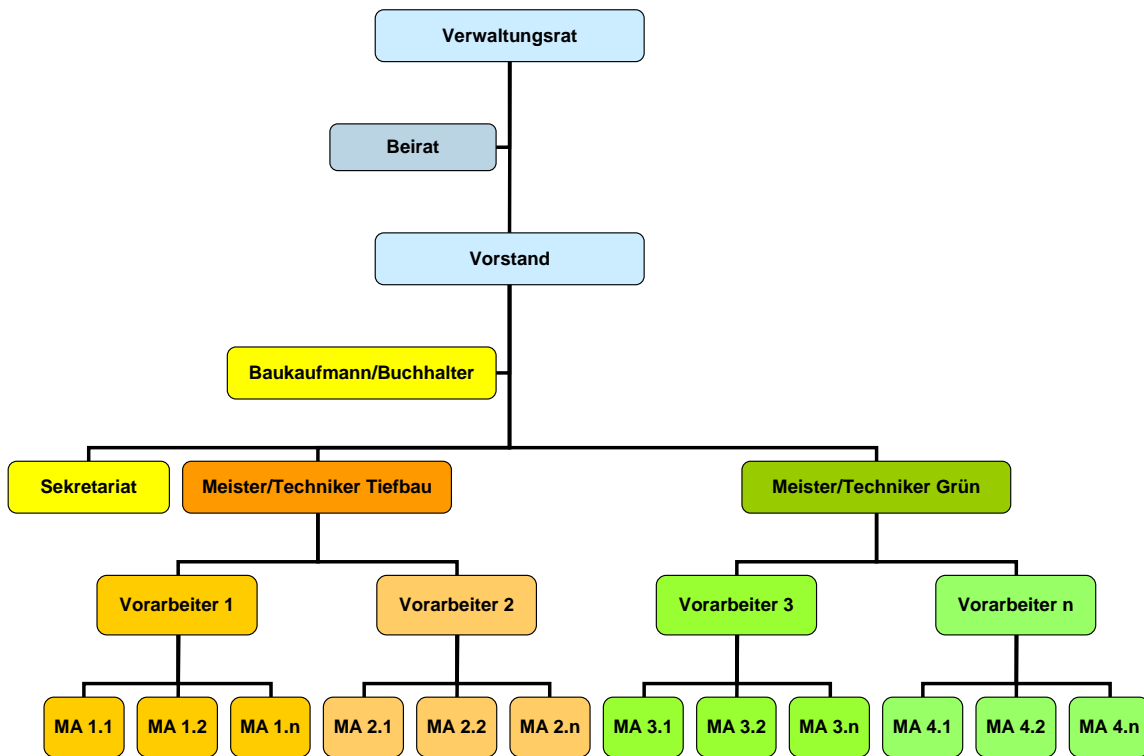 Verwaltungsrat
Beirat
Vorstand
Baukaufmann/Buchhalter
Sekretariat
Meister/Techniker Tiefbau
Meister/Techniker Grün
Vorarbeiter 1
Vorarbeiter 2
Vorarbeiter 3
Vorarbeiter n
MA 1.1
MA 1.2
MA 1.n
MA 2.1
MA 2.2
MA 2.n
MA 3.1
MA 3.2
MA 3.n
MA 4.1
MA 4.2
MA 4.n